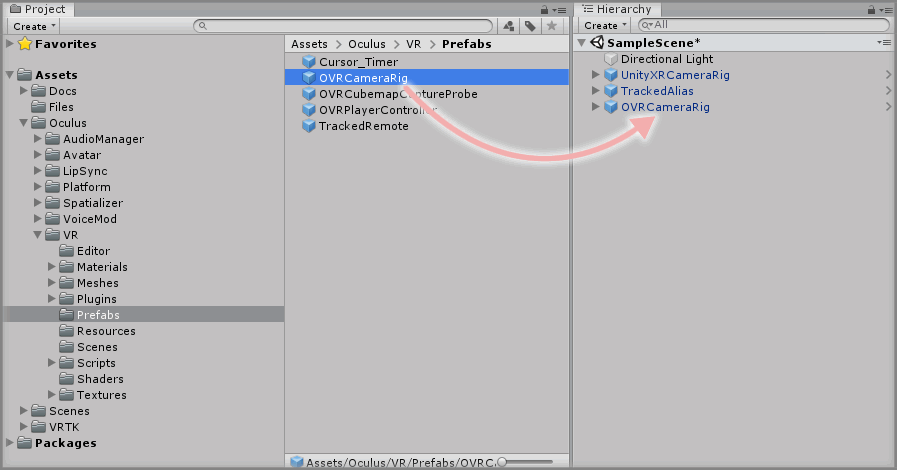 Project
Create
Favorites
Assets
Docs
Files
Oculus
AudioManager
Avatar
LipSync
Platform
Spatializer
VoiceMod
VR
Editor
Materials
Meshes
Plugins
Prefabs
Resources
Scenes
Scripts
Shaders
Textures
Scenes
VRTK
Packages
Assets > Oculus > VR > Prefabs
Cursor_Timer
OVRCameraRig
OVRCubemapCaptureProbe
OVRPlayerController
TrackedRemote
Assets/Oculus/VR/Prefabs/OVRC
Hierarchy
Create All
SampleScene*
Directional Light
UnityXRCameraRig
TrackedAlias
OVRCameraRig